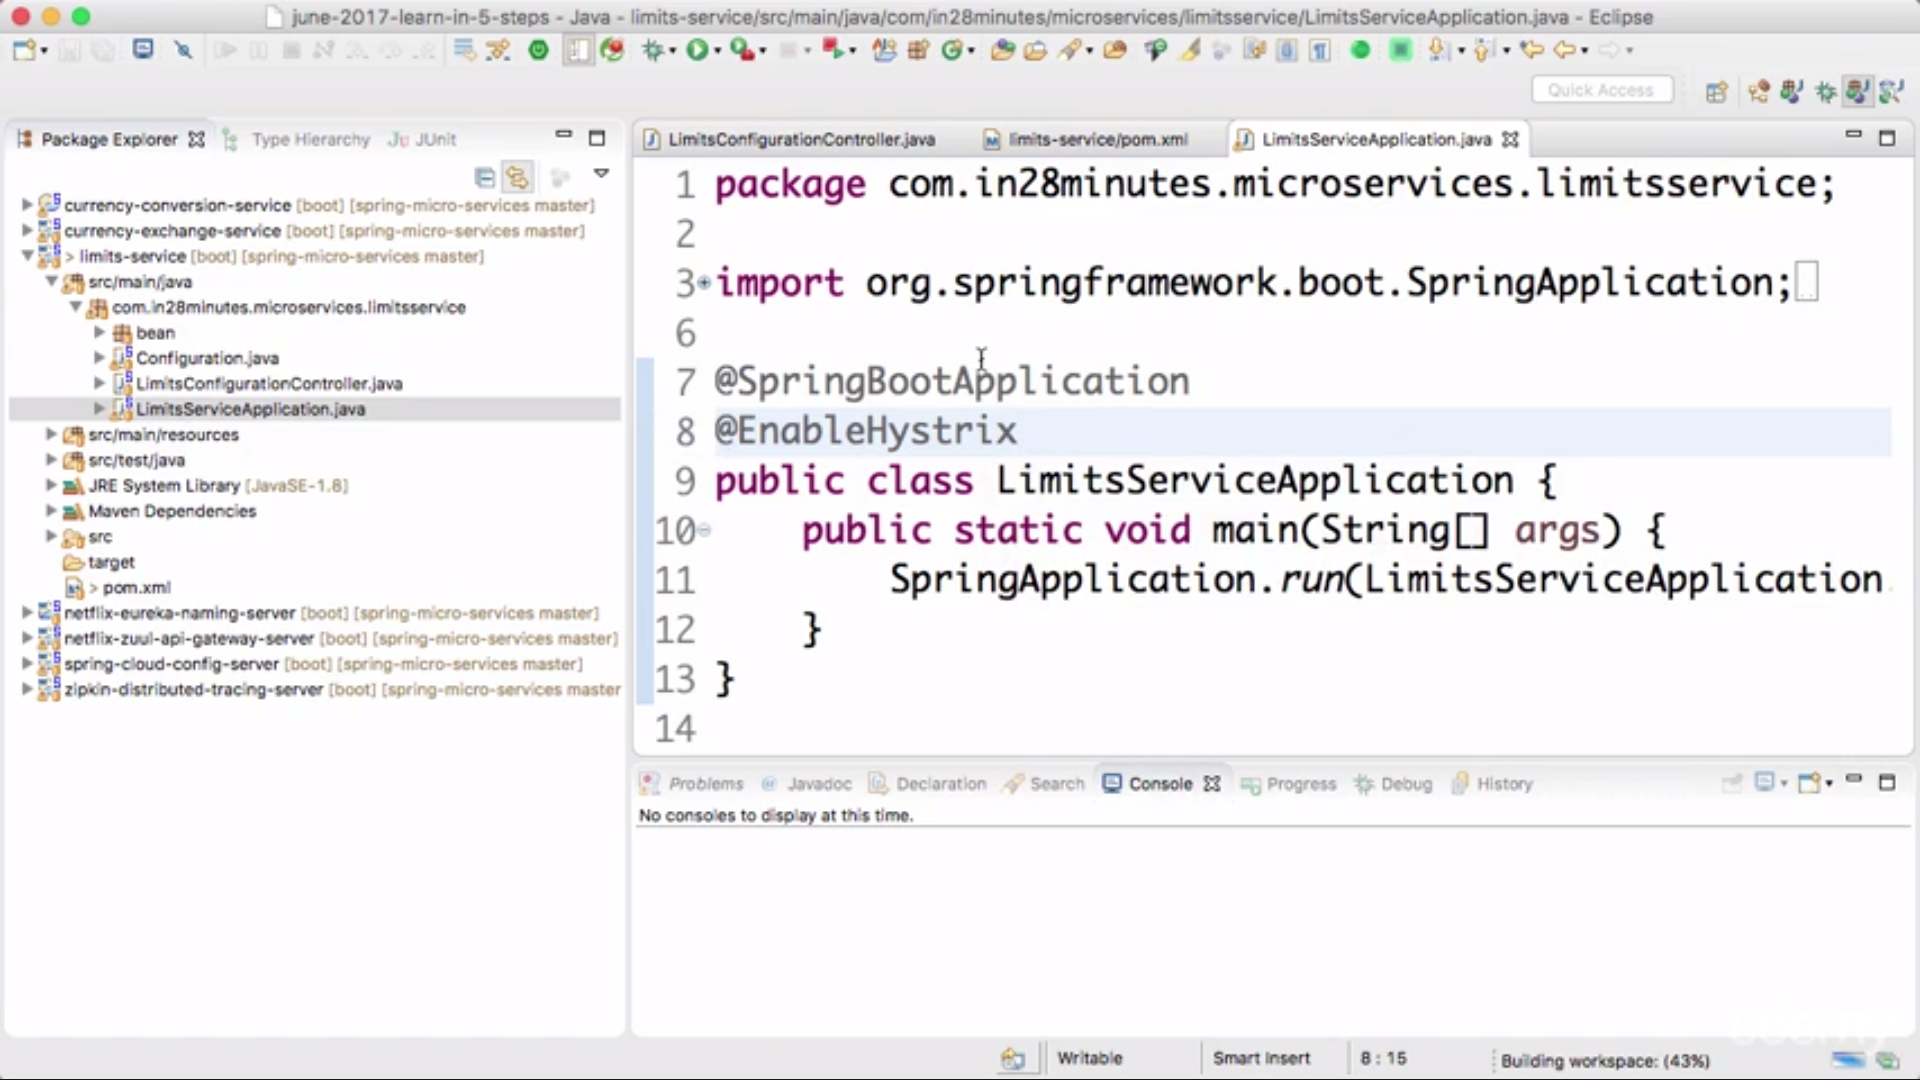 june-2017-learn-in-5-steps - Java - limits-service/src/main/java/com/in28minutes/microservices/limitsservice/LimitsServiceApplication.java - Eclipse
Quick Access
Package Explorer Type Hierarchy Ju JUnit
currency-conversion-service [boot] [spring-micro-services master]
currency-exchange-service [boot] [spring-micro-services master]
> limits-service [boot] [spring-micro-services master]
src/main/java
com.in28minutes.microservices.limitsservice
bean
Configuration.java
LimitsConfigurationController.java
LimitsServiceApplication.java
src/main/resources
src/test/java
JRE System Library [JavaSE-1.8]
Maven Dependencies
src
target
> pom.xml
netflix-eureka-naming-server [boot] [spring-micro-services master]
netflix-zuul-api-gateway-server [boot] [spring-micro-services master]
spring-cloud-config-server [boot] [spring-micro-services master]
zipkin-distributed-tracing-server [boot] [spring-micro-services master
LimitsConfigurationController.java limits-service/pom.xml LimitsServiceApplication.java
1 package com.in28minutes.microservices.limitsservice;
2
3 import org.springframework.boot.SpringApplication;
6
7 @SpringBootApplication
8 @EnableHystrix
9 public class LimitsServiceApplication {
10 public static void main(String[] args) {
11 SpringApplication.run(LimitsServiceApplication.
12 }
13 }
14
Problems @ Javadoc Declaration Search Console Progress Debug History
No consoles to display at this time.
Writable Smart Insert 8 : 15 Building workspace: (43%)
udemy